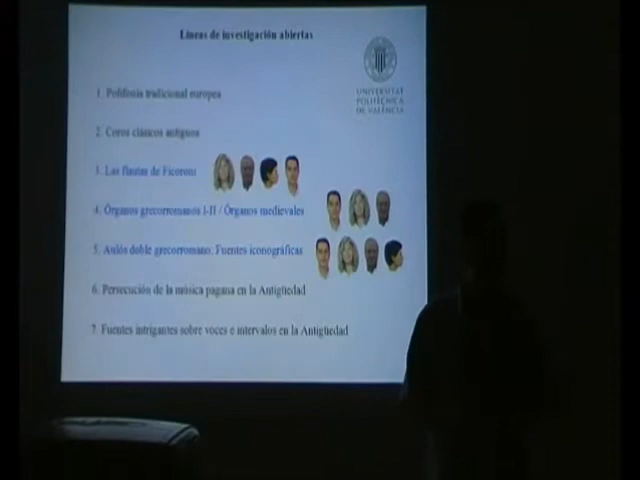 Líneas de investigación abiertas
UNIVERSITAT
POLITÈCNICA
DE VALÈNCIA
1. Polifonía tradicional europea
2. Coros clásicos antiguos
3. Las flautas de Ficoroni
4. Órganos grecorromanos I-II / Órganos medievales
5. Aulós doble grecorromano: Fuentes iconográficas
6. Persecución de la música pagana en la Antigüedad
7. Fuentes intrigantes sobre voces e intervalos en la Antigüedad